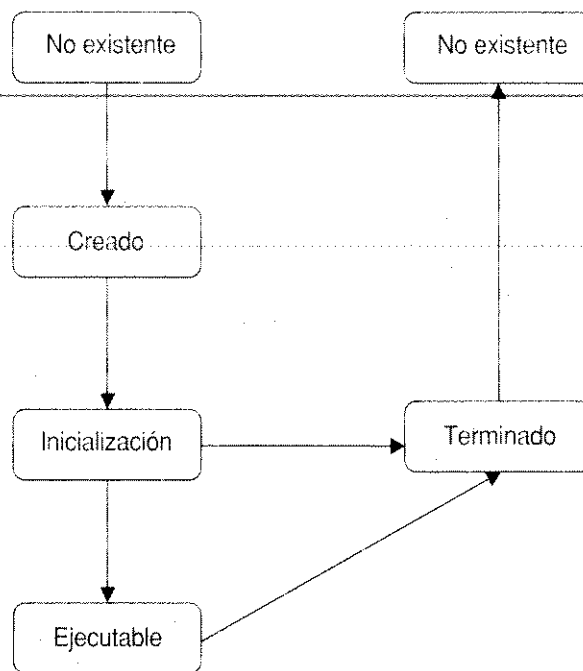 No existente
No existente
Creado
Inicialización
Terminado
Ejecutable